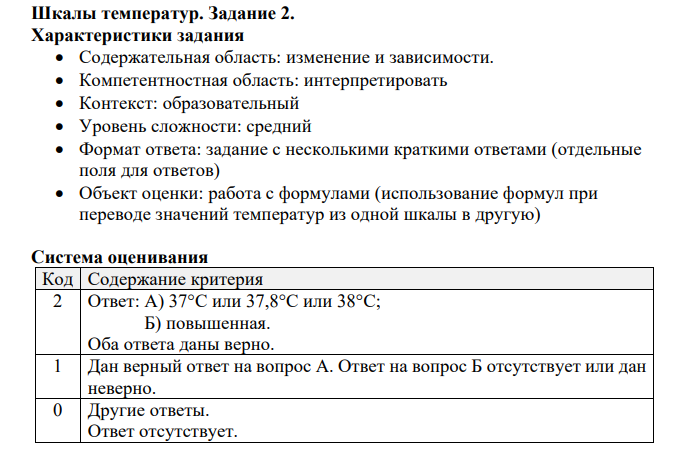 Шкалы температур. Задание 2.
Характеристики задания
• Содержательная область: изменение и зависимости.
• Компетентностная область: интерпретировать
• Контекст: образовательный
• Уровень сложности: средний
• Формат ответа: задание с несколькими краткими ответами (отдельные
поля для ответов)
• Объект оценки: работа с формулами (использование формул при
переводе значений температур из одной шкалы в другую)
Система оценивания
Код Содержание критерия
2 Ответ: А) 37°С или 37,8°С или 38°С;
Б) повышенная.
Оба ответа даны верно.
1 Дан верный ответ на вопрос А. Ответ на вопрос Б отсутствует или дан
неверно.
0 Другие ответы.
Ответ отсутствует.